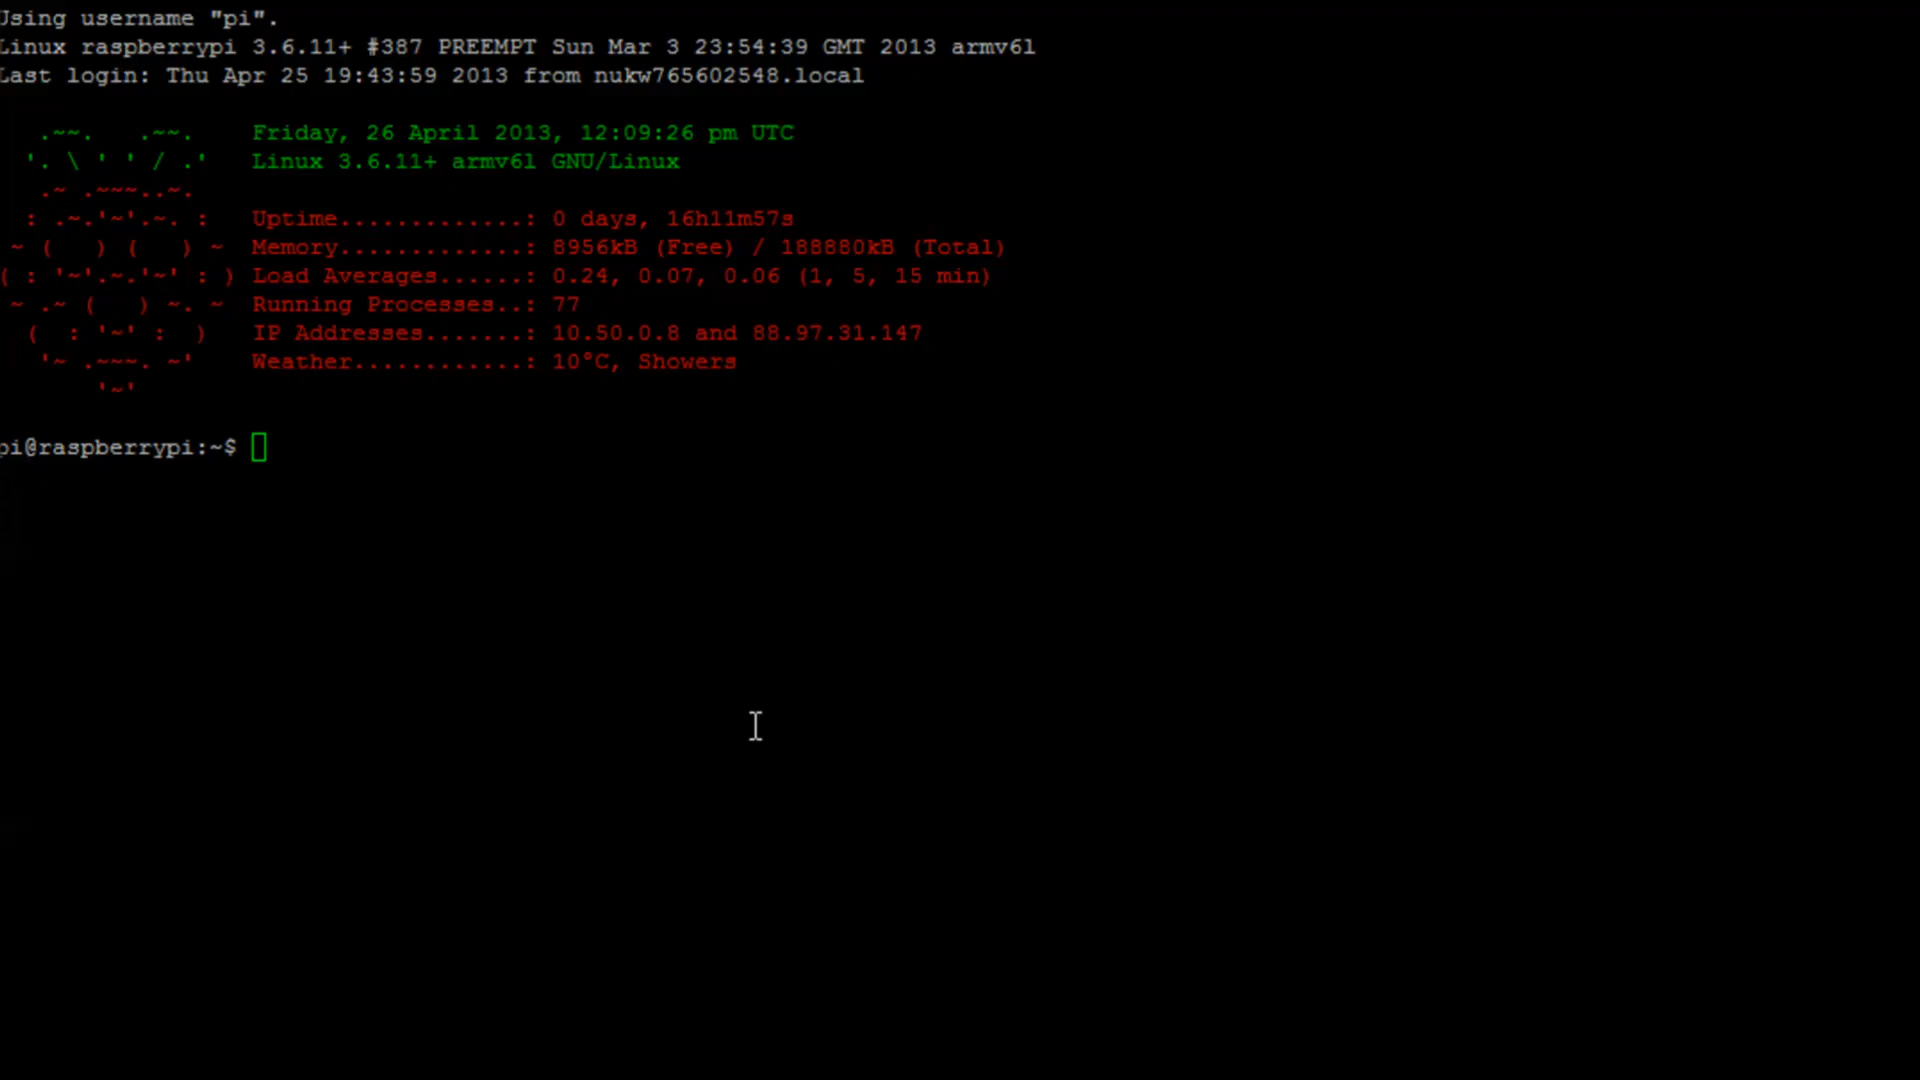 Using username "pi".
Linux raspberrypi 3.6.11+ #387 PREEMPT Sun Mar 3 23:54:39 GMT 2013 armv6l
Last login: Thu Apr 25 19:43:59 2013 from nukw765602548.local
   .~~.   .~~.    Friday, 26 April 2013, 12:09:26 pm UTC
  '. \ ' ' / .'   Linux 3.6.11+ armv6l GNU/Linux
   .~ .~~~..~.
  : .~.'~'.~. :   Uptime.............: 0 days, 16h11m57s
 ~ (   ) (   ) ~  Memory.............: 8956kB (Free) / 188880kB (Total)
( : '~'.~.'~' : ) Load Averages......: 0.24, 0.07, 0.06 (1, 5, 15 min)
 ~ .~ (   ) ~. ~  Running Processes..: 77
  (  : '~' :  )   IP Addresses.......: 10.50.0.8 and 88.97.31.147
   '~ .~~~. ~'    Weather............: 10°C, Showers
       '~'
pi@raspberrypi:~$